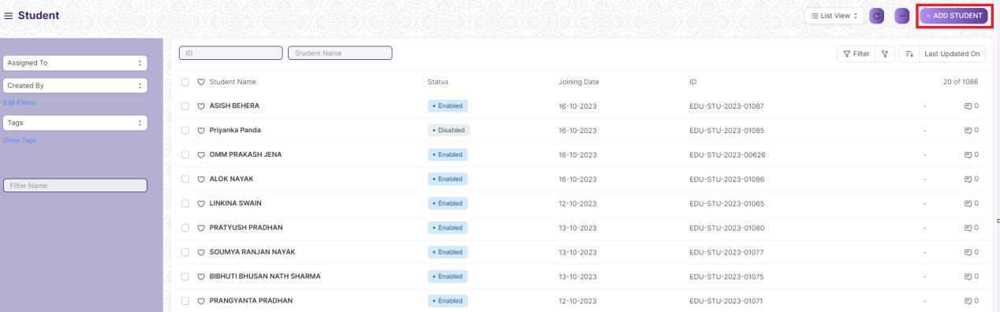 Student
List View
+ ADD STUDENT
Assigned To
Created By
Edit Filters
Tags
Show Tags
Filter Name
ID Student Name
Filter Last Updated On
Student Name Status Joining Date ID 20 of 1086
ASISH BEHERA • Enabled 16-10-2023 EDU-STU-2023-01087 - 0
Priyanka Panda • Disabled 16-10-2023 EDU-STU-2023-01085 - 0
OMM PRAKASH JENA • Enabled 16-10-2023 EDU-STU-2023-00626 - 0
ALOK NAYAK • Enabled 16-10-2023 EDU-STU-2023-01086 - 0
LINKINA SWAIN • Enabled 12-10-2023 EDU-STU-2023-01065 - 0
PRATYUSH PRADHAN • Enabled 13-10-2023 EDU-STU-2023-01080 - 0
SOUMYA RANJAN NAYAK • Enabled 13-10-2023 EDU-STU-2023-01077 - 0
BIBHUTI BHUSAN NATH SHARMA • Enabled 13-10-2023 EDU-STU-2023-01075 - 0
PRANGYANTA PRADHAN • Enabled 12-10-2023 EDU-STU-2023-01071 - 0